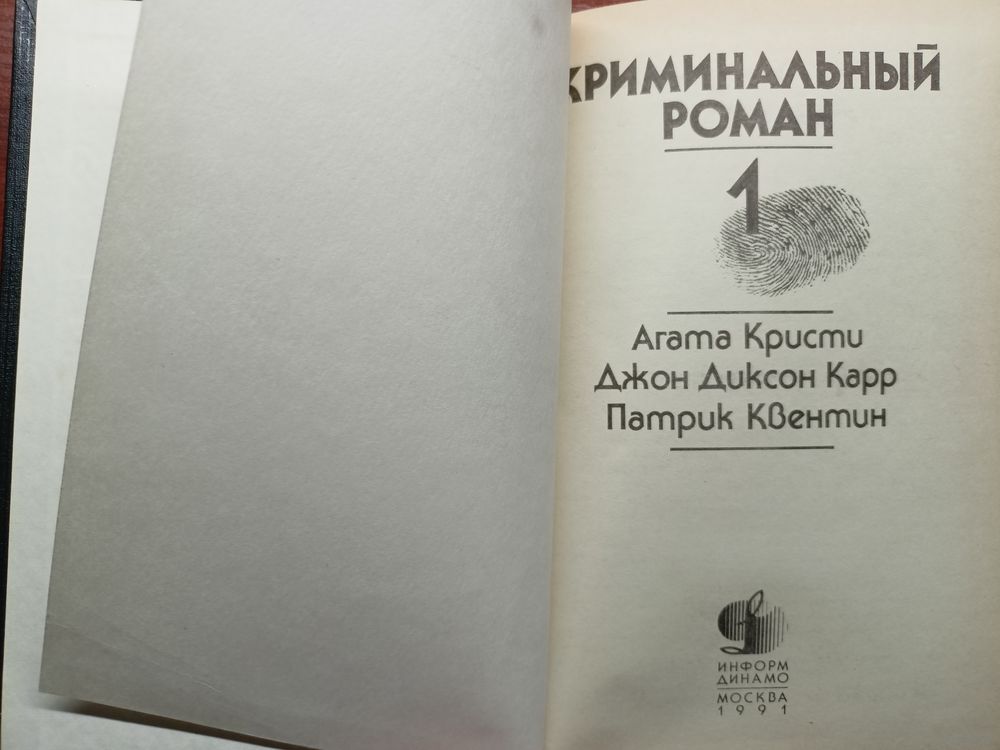 КРИМИНАЛЬНЫЙ
РОМАН
1
Агата Кристи
Джон Диксон Карр
Патрик Квентин
ИНФОРМ
ДИНАМО
МОСКВА
1991